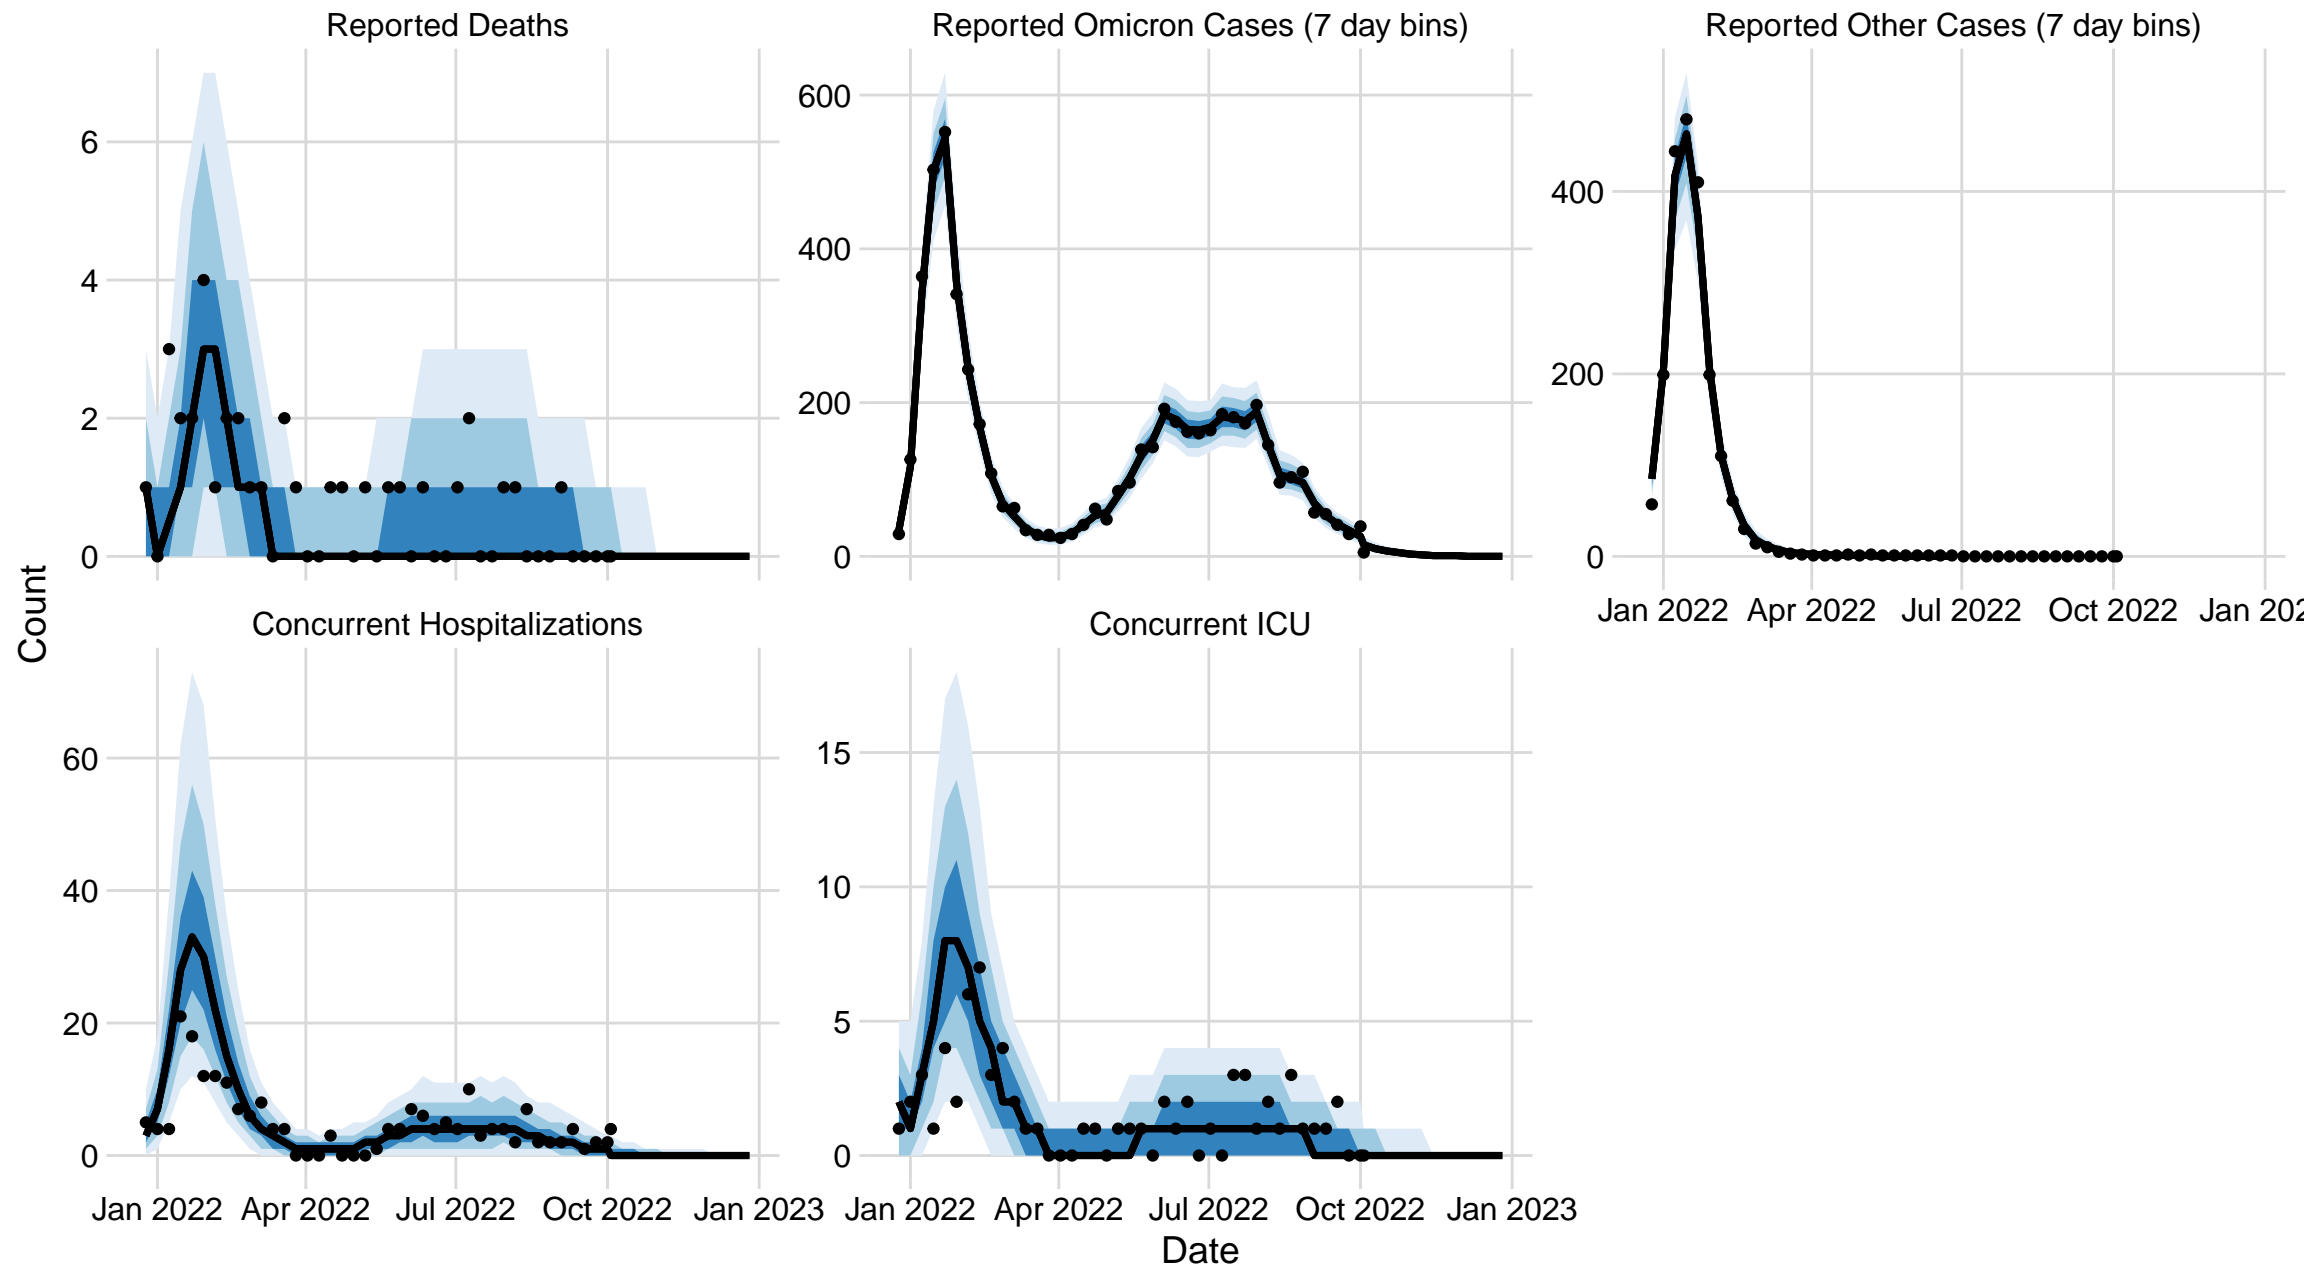 Reported Deaths
Reported Omicron Cases (7 day bins)
Reported Other Cases (7 day bins)
6
4
2
0
600
400
200
0
400
200
0
Jan 2022 Apr 2022 Jul 2022 Oct 2022 Jan 202
Count
Concurrent Hospitalizations
Concurrent ICU
60
40
20
0
15
10
5
0
Jan 2022 Apr 2022 Jul 2022 Oct 2022 Jan 2023
Jan 2022 Apr 2022 Jul 2022 Oct 2022 Jan 2023
Date